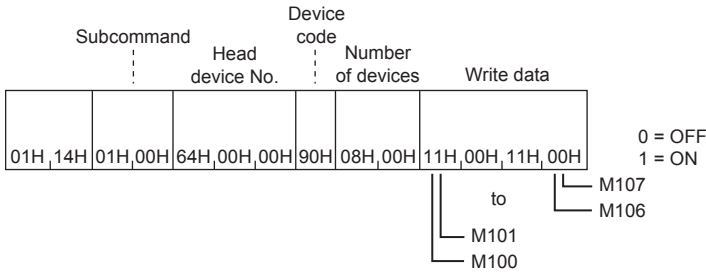 Subcommand
Head device No.
Device code
Number of devices
Write data
01H 14H 01H 00H 64H 00H 00H 90H 08H 00H 11H 00H 11H 00H
0 = OFF
1 = ON
to
M107
M106
M101
M100